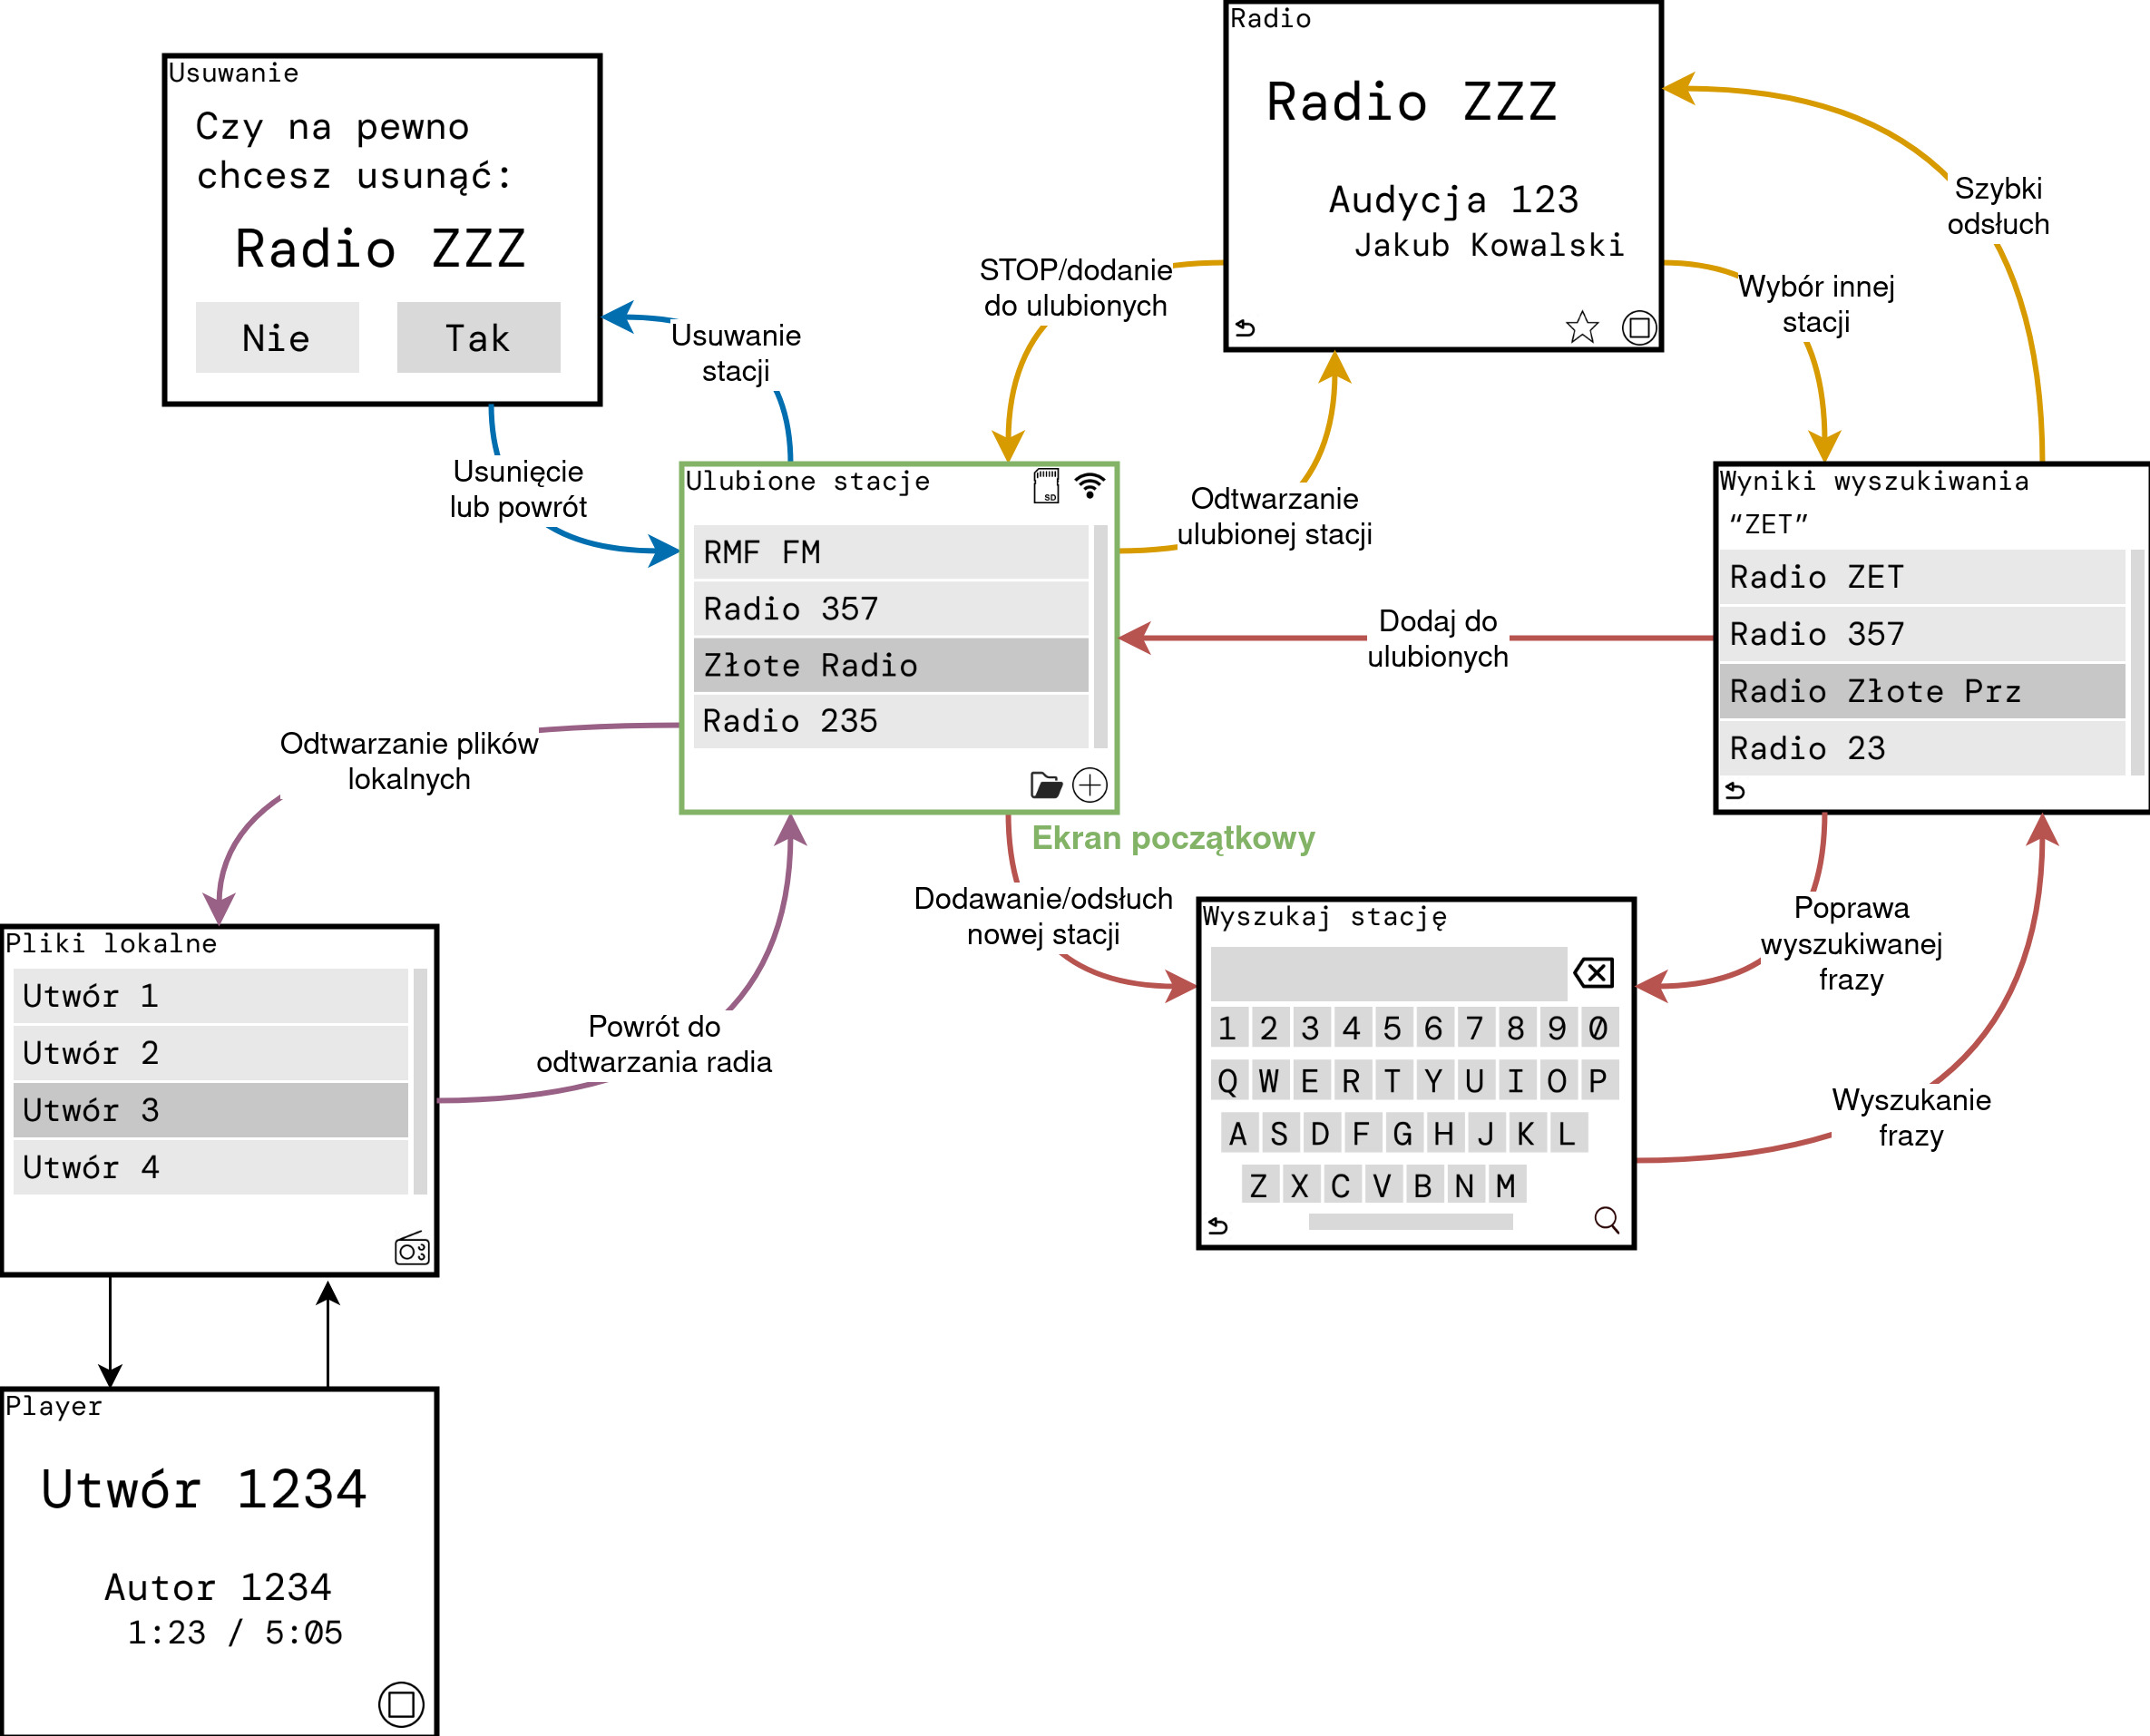 Radio
Radio ZZZ
Audycja 123
Jakub Kowalski
Usuwanie
Czy na pewno
chcesz usunąć:
Radio ZZZ
Nie
Tak
Szybki
odsłuch
STOP/dodanie
do ulubionych
Wybór innej
stacji
Usuwanie
stacji
Usunięcie
lub powrót
Ulubione stacje
SD
RMF FM
Radio 357
Złote Radio
Radio 235
Ekran początkowy
Odtwarzanie
ulubionej stacji
Wyniki wyszukiwania
“ZET”
Radio ZET
Radio 357
Radio Złote Prz
Radio 23
Dodaj do
ulubionych
Odtwarzanie plików
lokalnych
Dodawanie/odsłuch
nowej stacji
Poprawa
wyszukiwanej
frazy
Wyszukaj stację
1 2 3 4 5 6 7 8 9 0
Q W E R T Y U I O P
A S D F G H J K L
Z X C V B N M
Wyszukanie
frazy
Pliki lokalne
Utwór 1
Utwór 2
Utwór 3
Utwór 4
Powrót do
odtwarzania radia
Player
Utwór 1234
Autor 1234
1:23 / 5:05